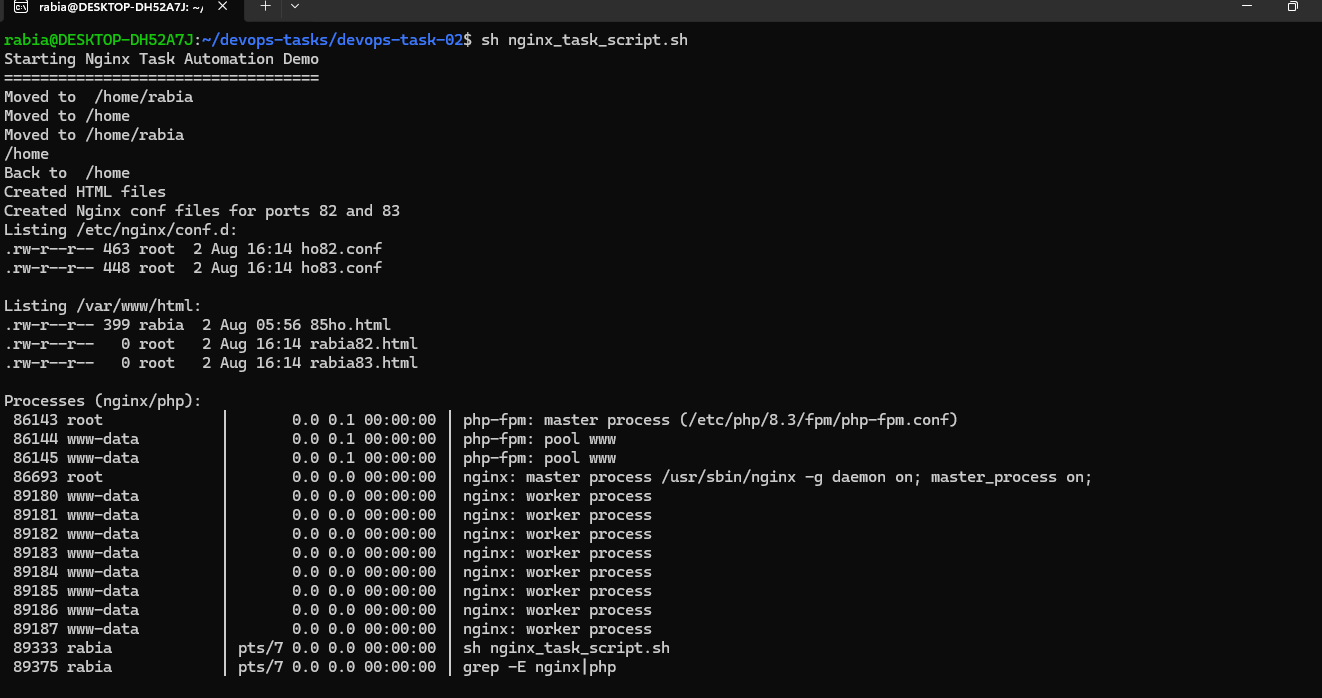 rabia@DESKTOP-DH52A7J: ~/
rabia@DESKTOP-DH52A7J:~/devops-tasks/devops-task-02$ sh nginx_task_script.sh
Starting Nginx Task Automation Demo
===================================
Moved to  /home/rabia
Moved to /home
Moved to /home/rabia
/home
Back to  /home
Created HTML files
Created Nginx conf files for ports 82 and 83
Listing /etc/nginx/conf.d:
.rw-r--r-- 463 root  2 Aug 16:14 ho82.conf
.rw-r--r-- 448 root  2 Aug 16:14 ho83.conf
Listing /var/www/html:
.rw-r--r-- 399 rabia  2 Aug 05:56 85ho.html
.rw-r--r--   0 root   2 Aug 16:14 rabia82.html
.rw-r--r--   0 root   2 Aug 16:14 rabia83.html
Processes (nginx/php):
86143 root │ 0.0 0.1 00:00:00 │ php-fpm: master process (/etc/php/8.3/fpm/php-fpm.conf)
86144 www-data │ 0.0 0.1 00:00:00 │ php-fpm: pool www
86145 www-data │ 0.0 0.1 00:00:00 │ php-fpm: pool www
86693 root │ 0.0 0.0 00:00:00 │ nginx: master process /usr/sbin/nginx -g daemon on; master_process on;
89180 www-data │ 0.0 0.0 00:00:00 │ nginx: worker process
89181 www-data │ 0.0 0.0 00:00:00 │ nginx: worker process
89182 www-data │ 0.0 0.0 00:00:00 │ nginx: worker process
89183 www-data │ 0.0 0.0 00:00:00 │ nginx: worker process
89184 www-data │ 0.0 0.0 00:00:00 │ nginx: worker process
89185 www-data │ 0.0 0.0 00:00:00 │ nginx: worker process
89186 www-data │ 0.0 0.0 00:00:00 │ nginx: worker process
89187 www-data │ 0.0 0.0 00:00:00 │ nginx: worker process
89333 rabia │ pts/7 0.0 0.0 00:00:00 │ sh nginx_task_script.sh
89375 rabia │ pts/7 0.0 0.0 00:00:00 │ grep -E nginx|php